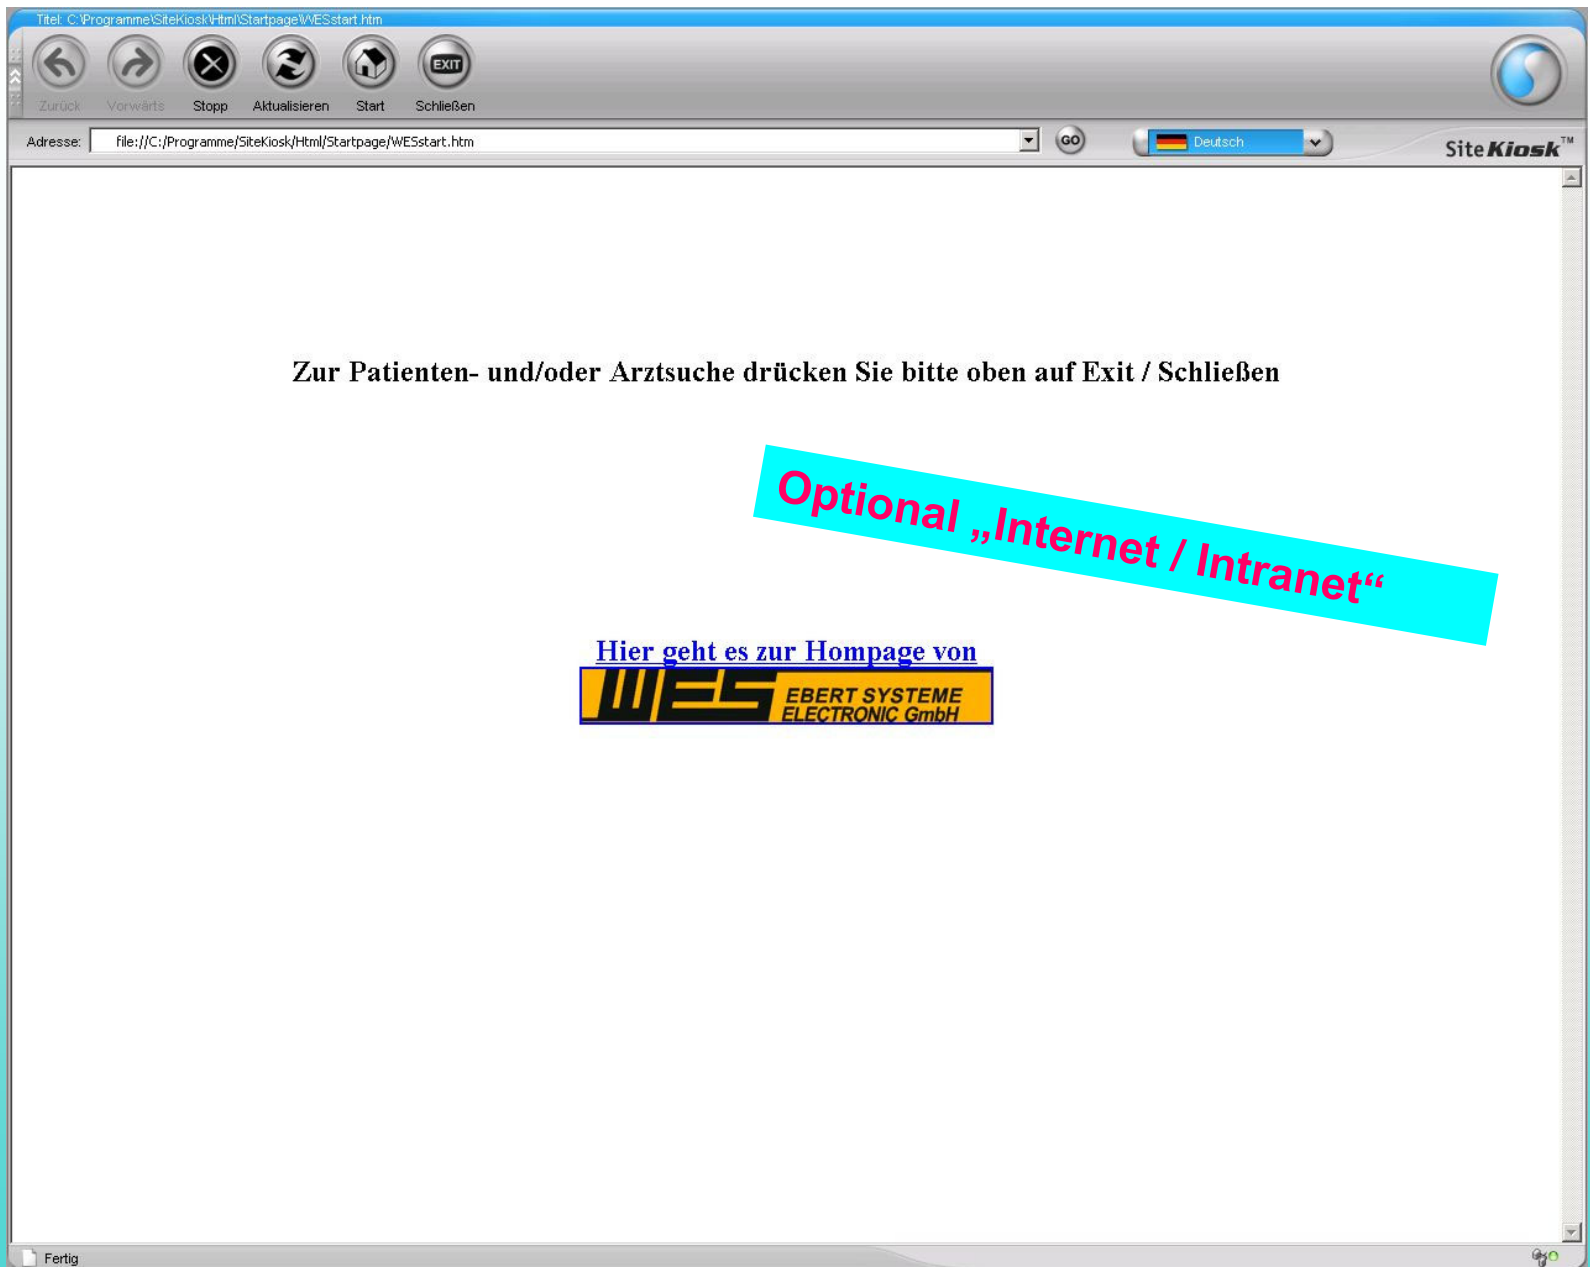 Titel: C:\Programme\SiteKiosk\Html\Startpage\WESstart.htm
EXIT
Zurück Vorwärts Stopp Aktualisieren Start Schließen
Adresse: file://C:/Programme/SiteKiosk/Html/Startpage/WESstart.htm GO Deutsch SiteKiosk™
Zur Patienten- und/oder Arztsuche drücken Sie bitte oben auf Exit / Schließen
Optional „Internet / Intranet“
Hier geht es zur Hompage von
WES EBERT SYSTEME
ELECTRONIC GmbH
Fertig